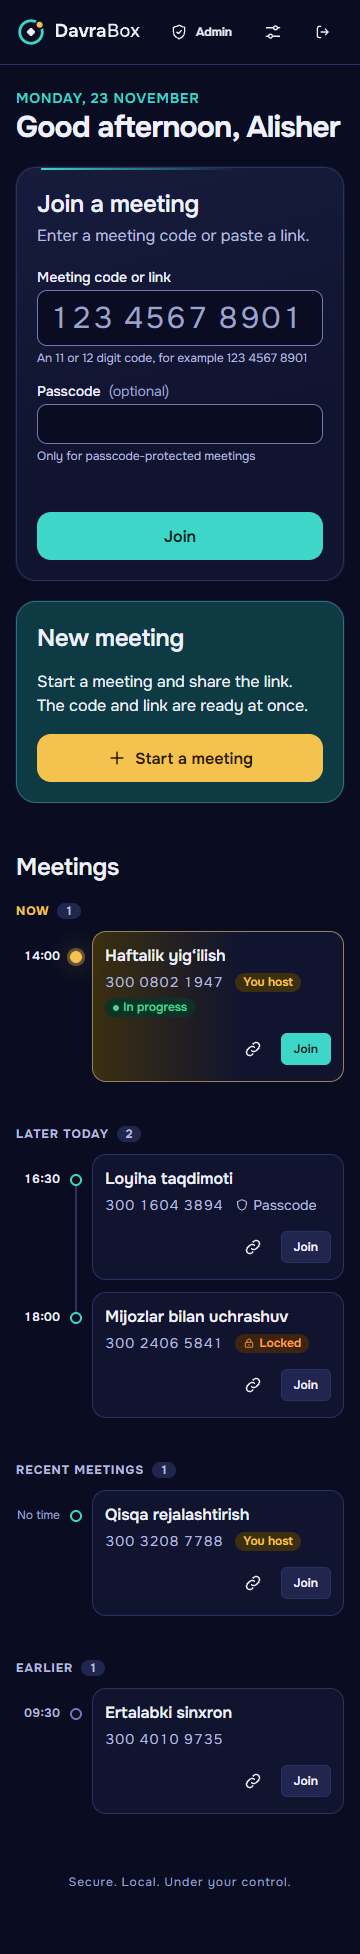 DavraBox
Admin
MONDAY, 23 NOVEMBER
Good afternoon, Alisher
Join a meeting
Enter a meeting code or paste a link.
Meeting code or link
123 4567 8901
An 11 or 12 digit code, for example 123 4567 8901
Passcode (optional)
Only for passcode-protected meetings
Join
New meeting
Start a meeting and share the link.
The code and link are ready at once.
Start a meeting
Meetings
NOW 1
14:00 Haftalik yigʻilish
300 0802 1947 You host
In progress
Join
LATER TODAY 2
16:30 Loyiha taqdimoti
300 1604 3894 Passcode
Join
18:00 Mijozlar bilan uchrashuv
300 2406 5841 Locked
Join
RECENT MEETINGS 1
No time Qisqa rejalashtirish
300 3208 7788 You host
Join
EARLIER 1
09:30 Ertalabki sinxron
300 4010 9735
Join
Secure. Local. Under your control.